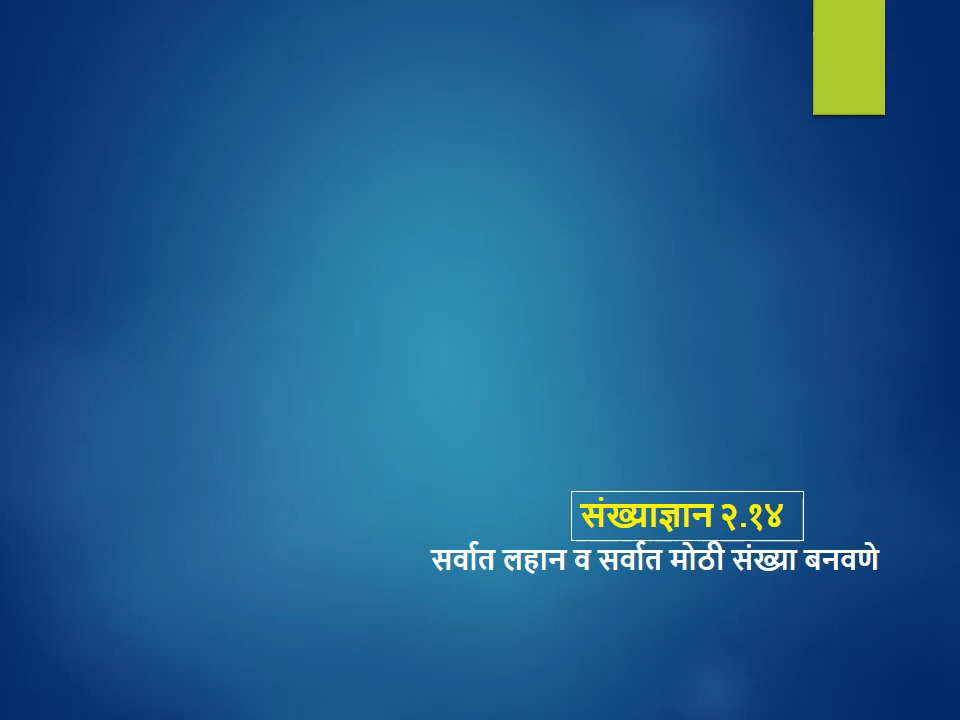 संख्याज्ञान २.१४
सर्वात लहान व सर्वात मोठी संख्या बनवणे